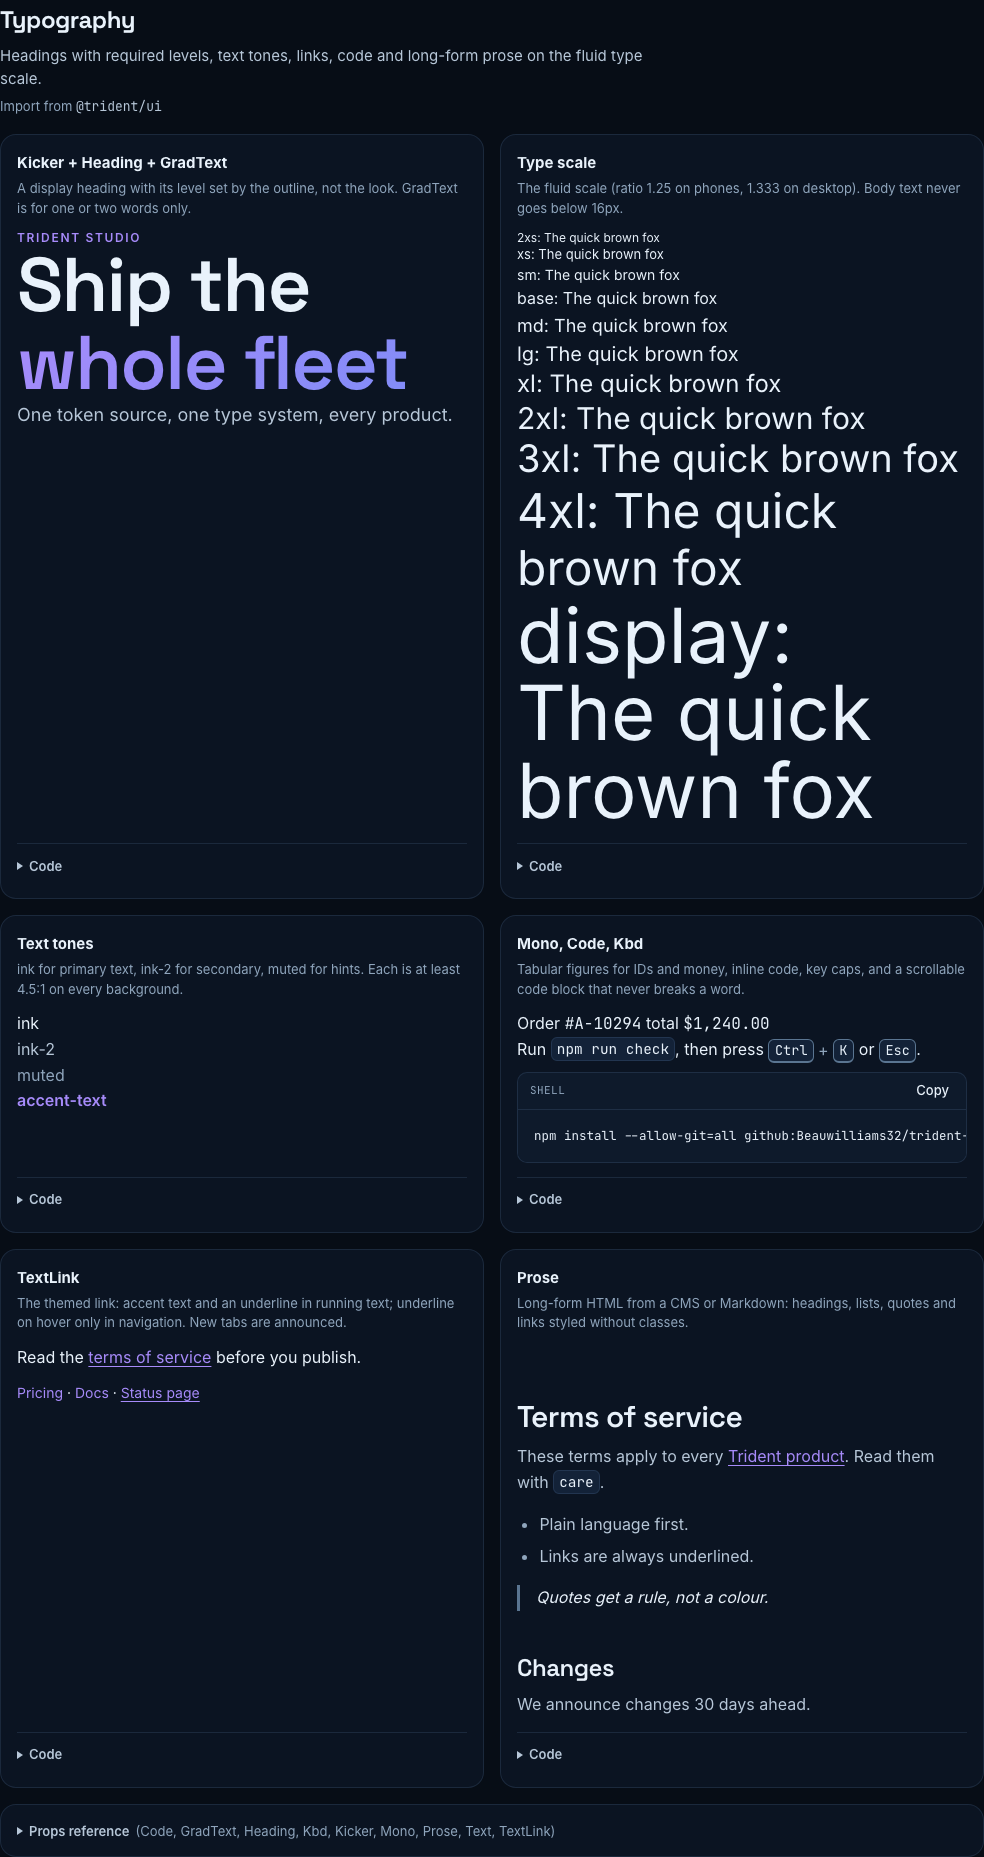 Typography
Headings with required levels, text tones, links, code and long-form prose on the fluid type
scale.
Import from @trident/ui
Kicker + Heading + GradText
A display heading with its level set by the outline, not the look. GradText
is for one or two words only.
TRIDENT STUDIO
Ship the
whole fleet
One token source, one type system, every product.
Code
Type scale
The fluid scale (ratio 1.25 on phones, 1.333 on desktop). Body text never
goes below 16px.
2xs: The quick brown fox
xs: The quick brown fox
sm: The quick brown fox
base: The quick brown fox
md: The quick brown fox
lg: The quick brown fox
xl: The quick brown fox
2xl: The quick brown fox
3xl: The quick brown fox
4xl: The quick
brown fox
display:
The quick
brown fox
Code
Text tones
ink for primary text, ink-2 for secondary, muted for hints. Each is at least
4.5:1 on every background.
ink
ink-2
muted
accent-text
Code
Mono, Code, Kbd
Tabular figures for IDs and money, inline code, key caps, and a scrollable
code block that never breaks a word.
Order #A-10294 total $1,240.00
Run npm run check, then press Ctrl + K or Esc.
SHELL
Copy
npm install --allow-git=all github:Beauwilliams32/trident-
Code
TextLink
The themed link: accent text and an underline in running text; underline
on hover only in navigation. New tabs are announced.
Read the terms of service before you publish.
Pricing · Docs · Status page
Code
Prose
Long-form HTML from a CMS or Markdown: headings, lists, quotes and
links styled without classes.
Terms of service
These terms apply to every Trident product. Read them
with care.
• Plain language first.
• Links are always underlined.
Quotes get a rule, not a colour.
Changes
We announce changes 30 days ahead.
Code
Props reference (Code, GradText, Heading, Kbd, Kicker, Mono, Prose, Text, TextLink)